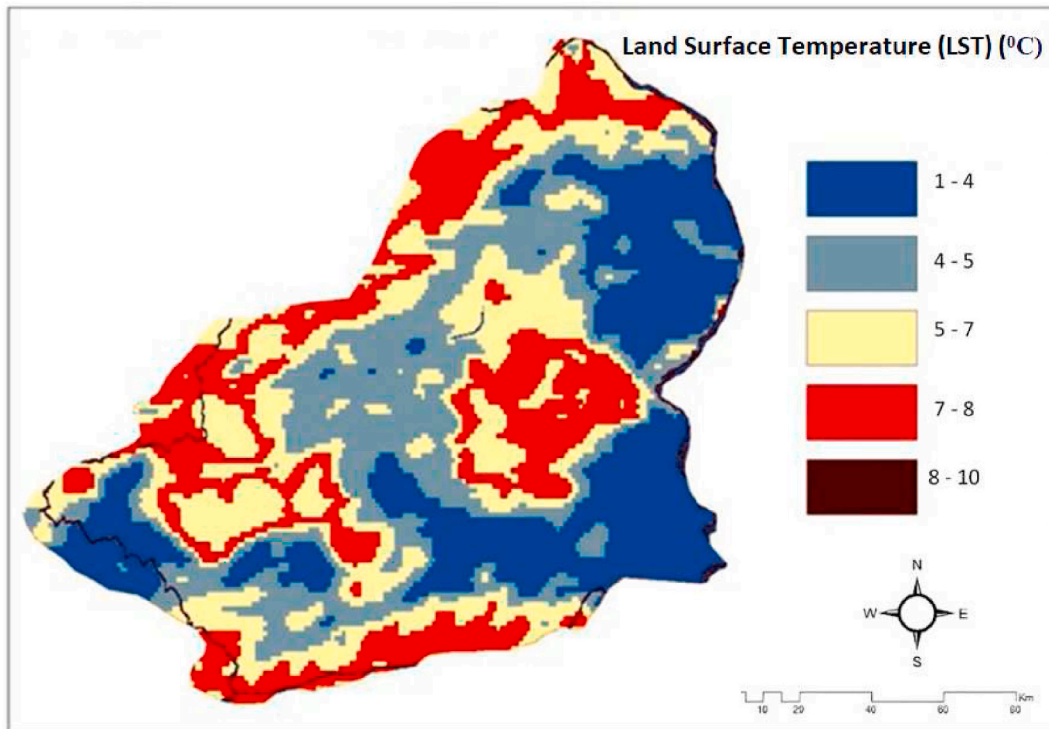 Land Surface Temperature (LST) (⁰C)
1 - 4
4 - 5
5 - 7
7 - 8
8 - 10
N
W E
S
Km
10 20 40 60 80